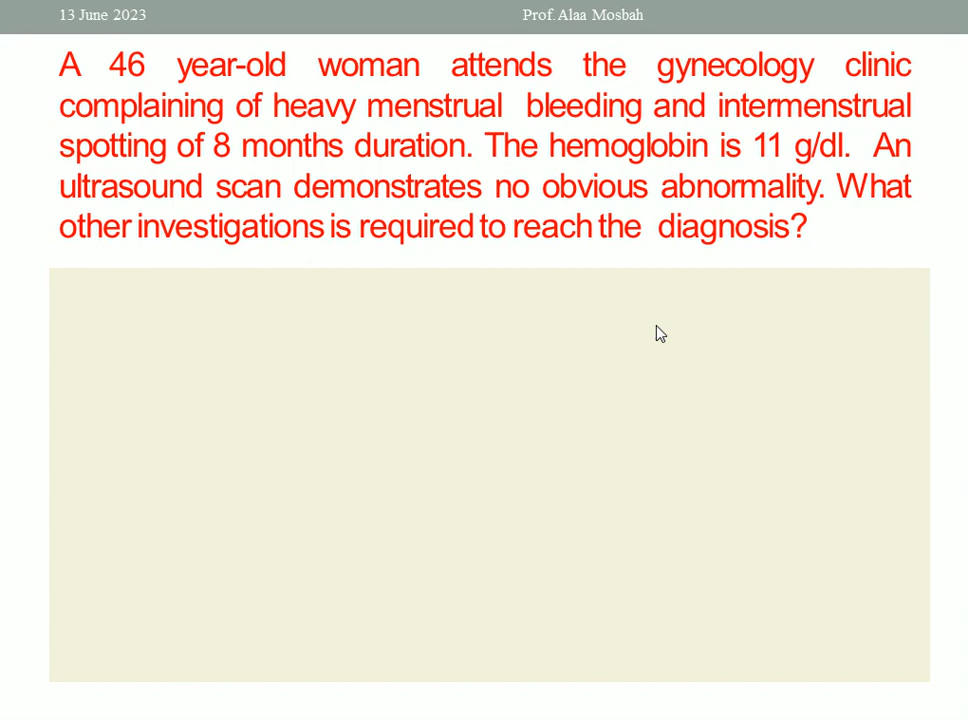 13 June 2023 Prof. Alaa Mosbah
A 46 year-old woman attends the gynecology clinic
complaining of heavy menstrual bleeding and intermenstrual
spotting of 8 months duration. The hemoglobin is 11 g/dl. An
ultrasound scan demonstrates no obvious abnormality. What
other investigations is required to reach the diagnosis?